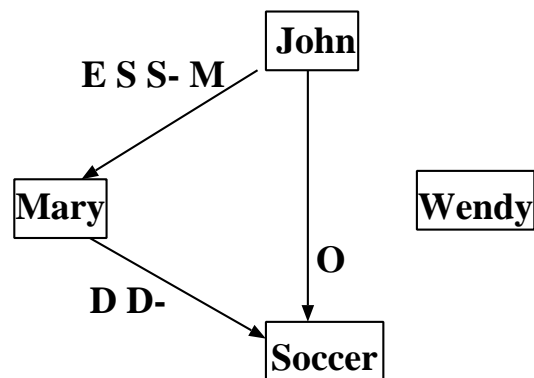 John
E S S- M
Mary
Wendy
O
D D-
Soccer